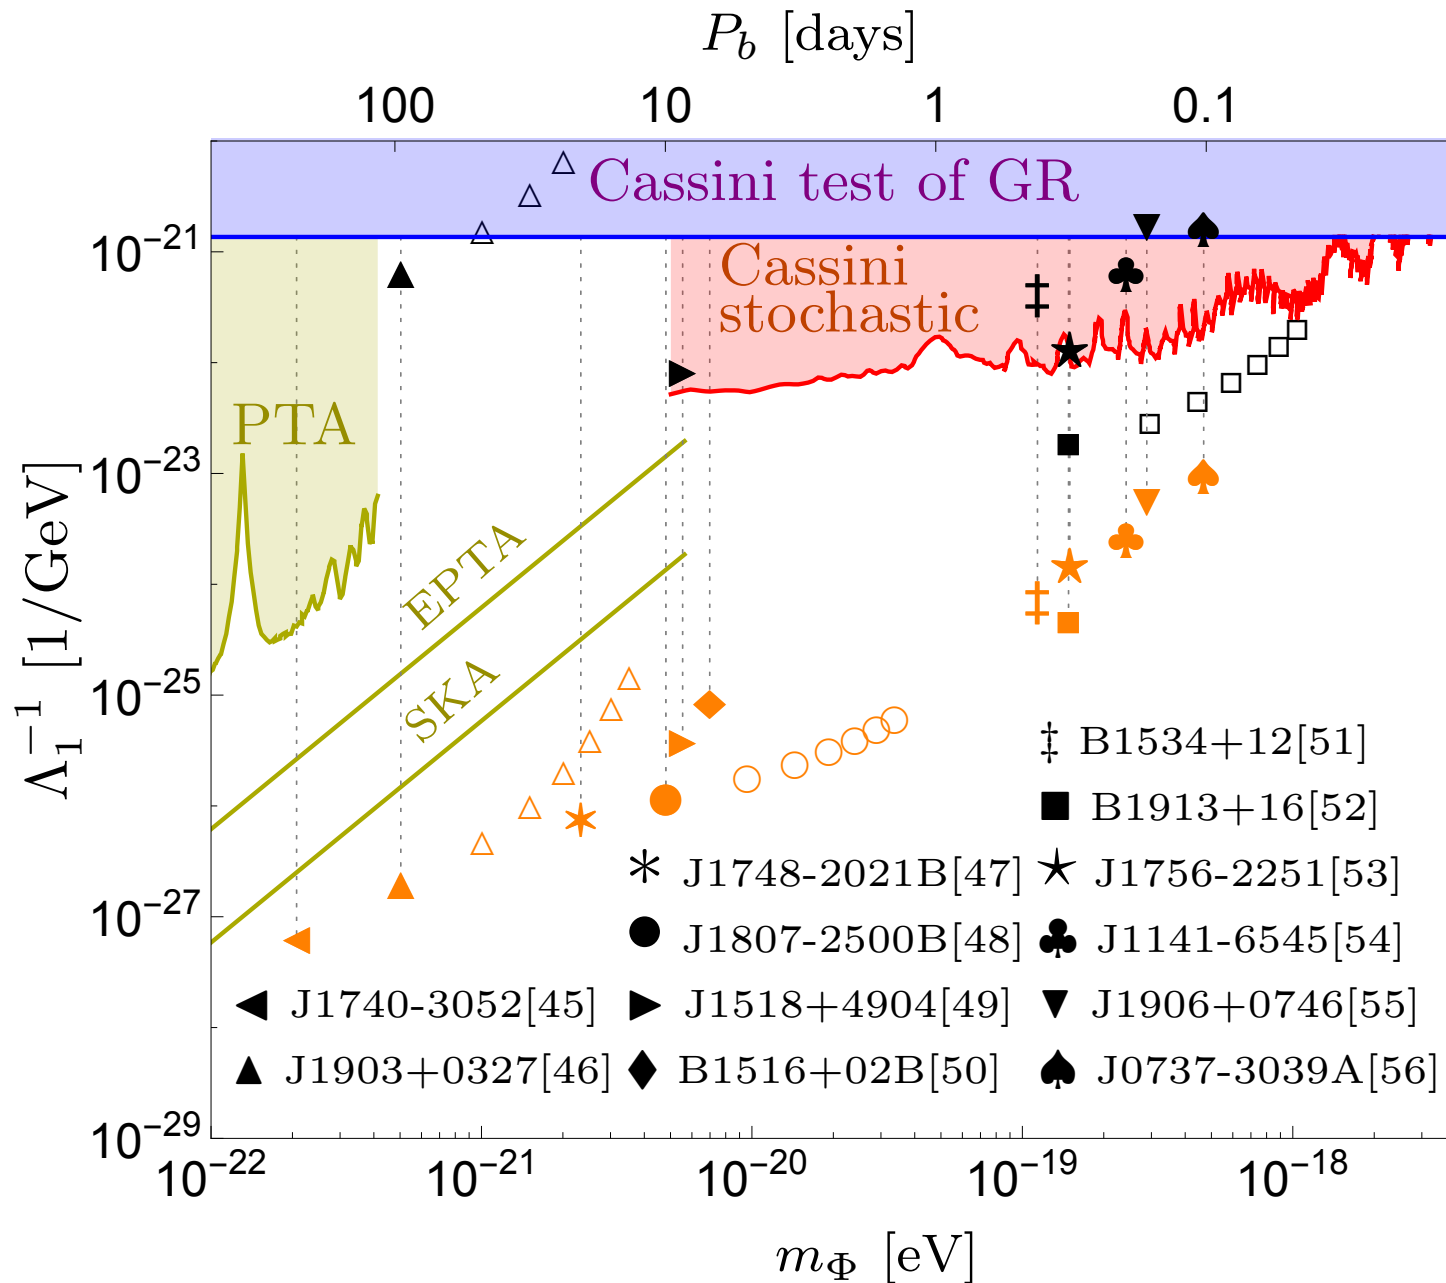 P_b [days]
100 10 1 0.1
Cassini test of GR
Cassini
stochastic
PTA
EPTA
SKA
Λ_1^{-1} [1/GeV]
10^{-21}
10^{-23}
10^{-25}
10^{-27}
10^{-29}
‡ B1534+12[51]
■ B1913+16[52]
* J1748-2021B[47] ★ J1756-2251[53]
● J1807-2500B[48] ♣ J1141-6545[54]
◀ J1740-3052[45] ▶ J1518+4904[49] ▼ J1906+0746[55]
▲ J1903+0327[46] ◆ B1516+02B[50] ♠ J0737-3039A[56]
10^{-22} 10^{-21} 10^{-20} 10^{-19} 10^{-18}
m_Φ [eV]